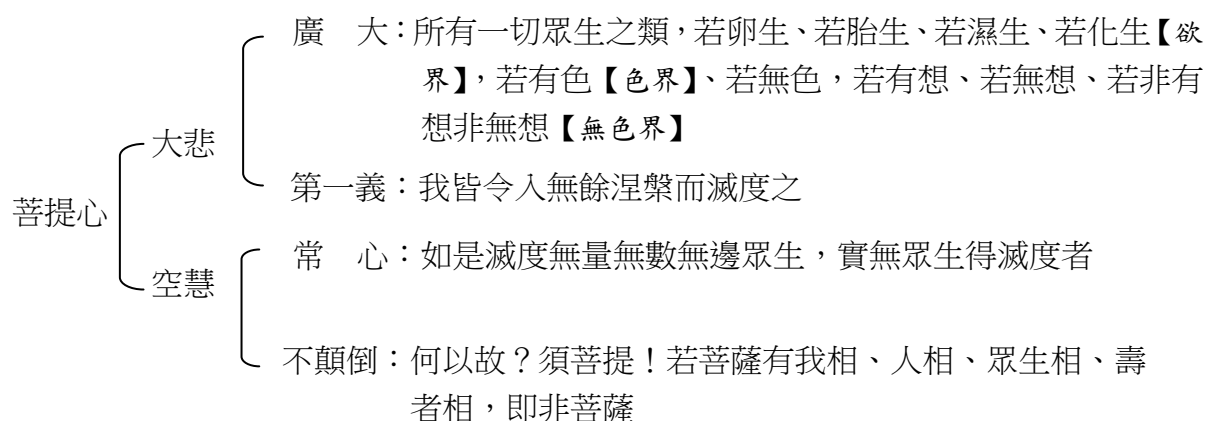 廣　大：所有一切眾生之類，若卵生、若胎生、若濕生、若化生【欲
界】，若有色【色界】、若無色，若有想、若無想、若非有
想非無想【無色界】
大悲
第一義：我皆令入無餘涅槃而滅度之
菩提心
常　心：如是滅度無量無數無邊眾生，實無眾生得滅度者
空慧
不顛倒：何以故？須菩提！若菩薩有我相、人相、眾生相、壽
者相，即非菩薩